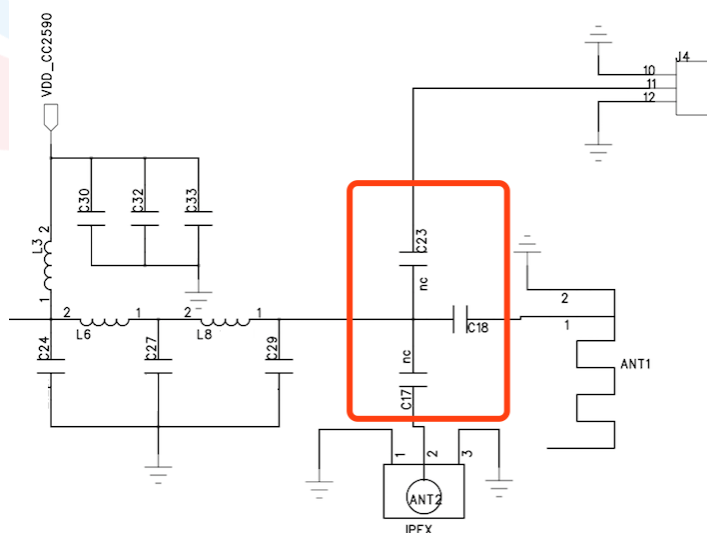 VDD_CC2590
J4
10
11
12
C30
C32
C33
L3
2
1
C23
nc
2
1
2
L6
1
2
L8
1
C18
C24
C27
C29
nc
C17
ANT1
1
2
3
ANT2
IPEX